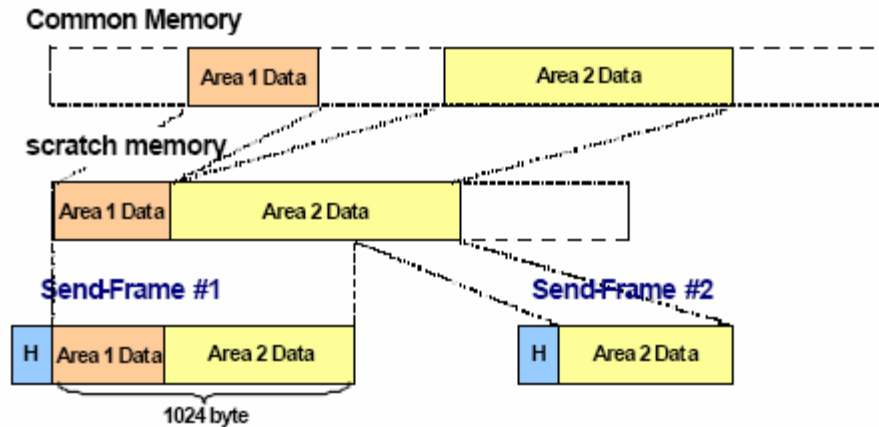 Common Memory
Area 1 Data
Area 2 Data
scratch memory
Area 1 Data
Area 2 Data
Send-Frame #1
Send-Frame #2
H
Area 1 Data
Area 2 Data
H
Area 2 Data
1024 byte